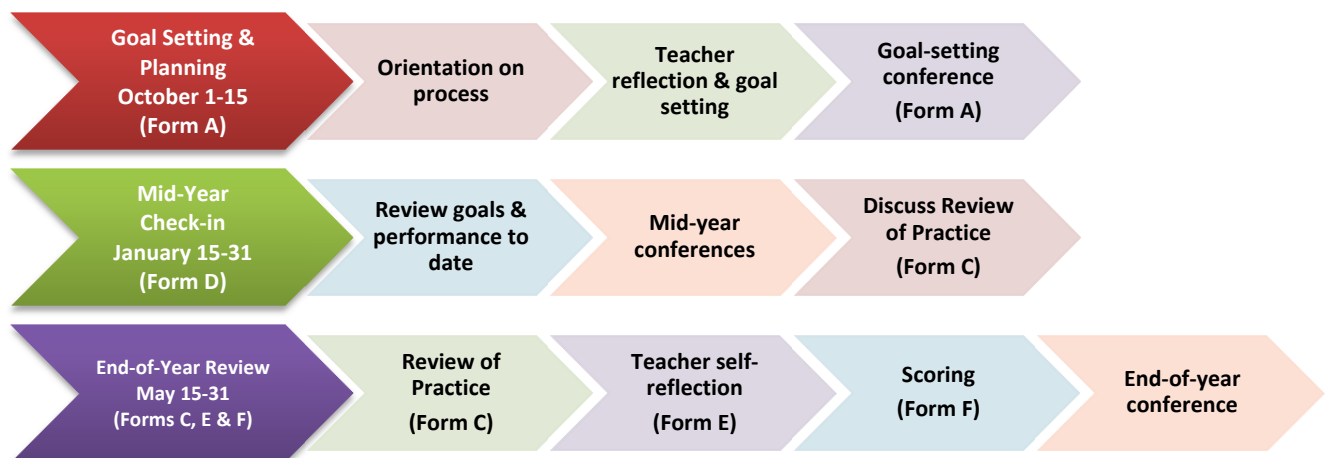 Goal Setting &
Planning
October 1-15
(Form A)
Orientation on
process
Teacher
reflection & goal
setting
Goal-setting
conference
(Form A)
Mid-Year
Check-in
January 15-31
(Form D)
Review goals &
performance to
date
Mid-year
conferences
Discuss Review
of Practice
(Form C)
End-of-Year Review
May 15-31
(Forms C, E & F)
Review of
Practice
(Form C)
Teacher self-
reflection
(Form E)
Scoring
(Form F)
End-of-year
conference